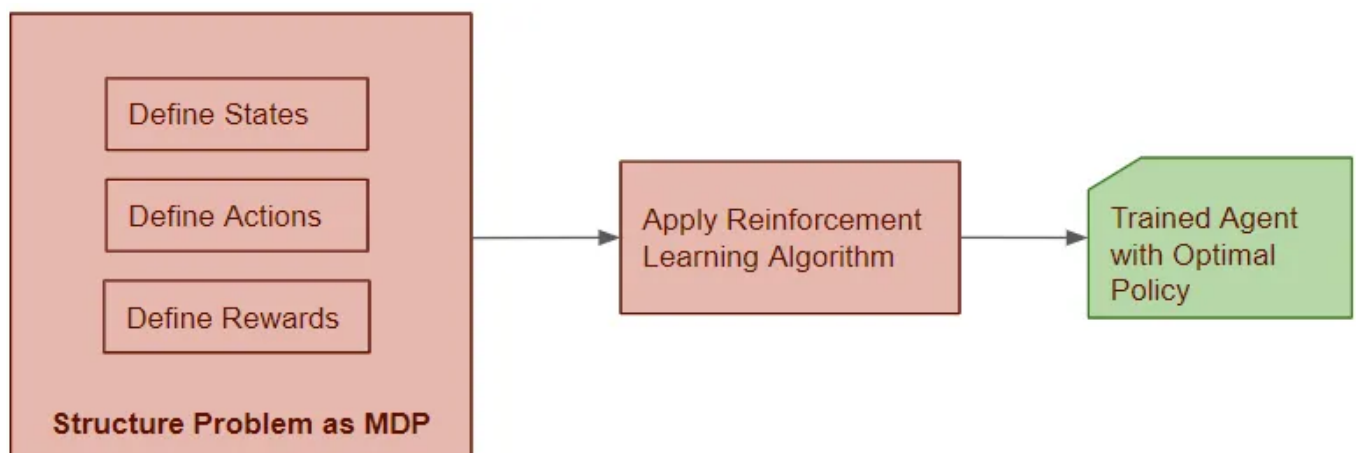 Define States
Define Actions
Define Rewards
Structure Problem as MDP
Apply Reinforcement
Learning Algorithm
Trained Agent
with Optimal
Policy